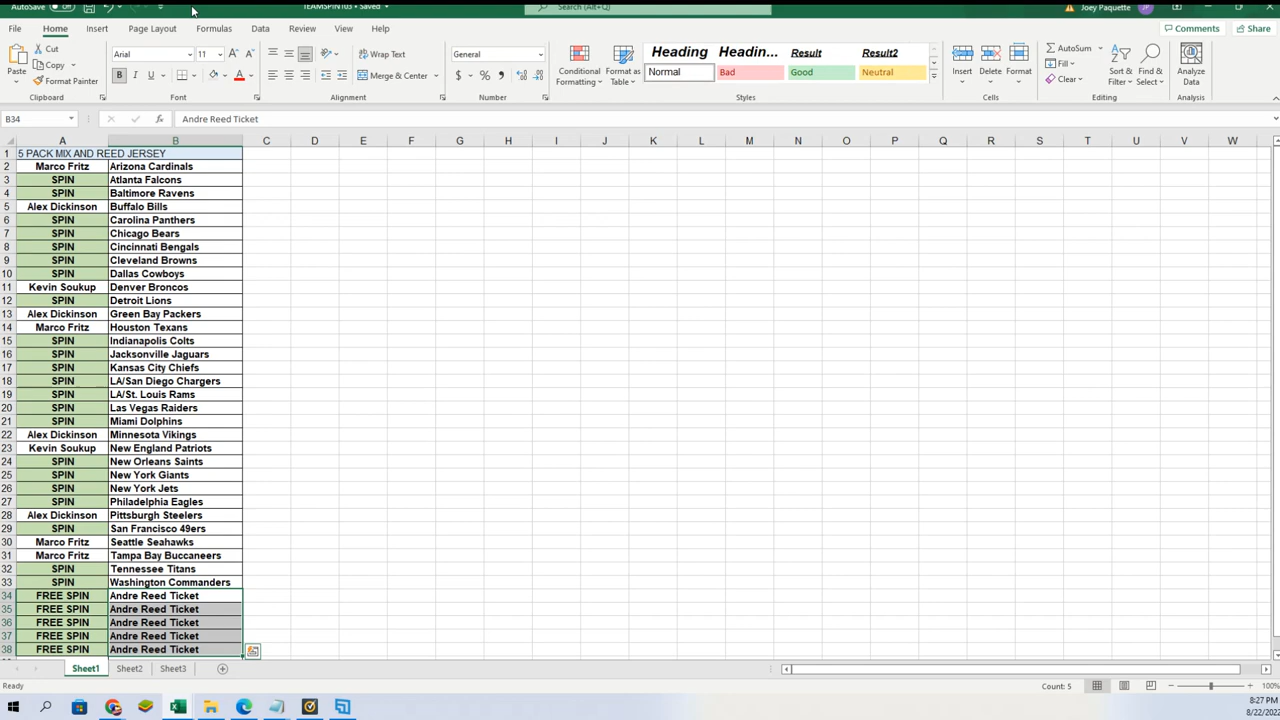 AutoSave TEAMSPIN103 • Saved Search (Alt+Q) Joey Paquette
File Home Insert Draw Page Layout Formulas Data Review View Help Comments Share
Paste Cut Copy Format Painter
Arial 11 A A Wrap Text General AutoSum
B I U A Merge & Center $ % Fill Clear
Conditional Formatting Format as Table Heading Headin... Result Result2 Normal Bad Good Neutral
Insert Delete Format Sort & Filter Find & Select Analyze Data
Clipboard Font Alignment Number Styles Cells Editing Analysis
B34 fx Andre Reed Ticket
A B C D E F G H I J K L M N O P Q R S T U V W
1 5 PACK MIX AND REED JERSEY
2 Marco Fritz Arizona Cardinals
3 SPIN Atlanta Falcons
4 SPIN Baltimore Ravens
5 Alex Dickinson Buffalo Bills
6 SPIN Carolina Panthers
7 SPIN Chicago Bears
8 SPIN Cincinnati Bengals
9 SPIN Cleveland Browns
10 SPIN Dallas Cowboys
11 Kevin Soukup Denver Broncos
12 SPIN Detroit Lions
13 Alex Dickinson Green Bay Packers
14 Marco Fritz Houston Texans
15 SPIN Indianapolis Colts
16 SPIN Jacksonville Jaguars
17 SPIN Kansas City Chiefs
18 SPIN LA/San Diego Chargers
19 SPIN LA/St. Louis Rams
20 SPIN Las Vegas Raiders
21 SPIN Miami Dolphins
22 Alex Dickinson Minnesota Vikings
23 Kevin Soukup New England Patriots
24 SPIN New Orleans Saints
25 SPIN New York Giants
26 SPIN New York Jets
27 SPIN Philadelphia Eagles
28 Alex Dickinson Pittsburgh Steelers
29 SPIN San Francisco 49ers
30 Marco Fritz Seattle Seahawks
31 Marco Fritz Tampa Bay Buccaneers
32 SPIN Tennessee Titans
33 SPIN Washington Commanders
34 FREE SPIN Andre Reed Ticket
35 FREE SPIN Andre Reed Ticket
36 FREE SPIN Andre Reed Ticket
37 FREE SPIN Andre Reed Ticket
38 FREE SPIN Andre Reed Ticket
Sheet1 Sheet2 Sheet3
Ready Count: 5 100%
8:27 PM
8/22/2022